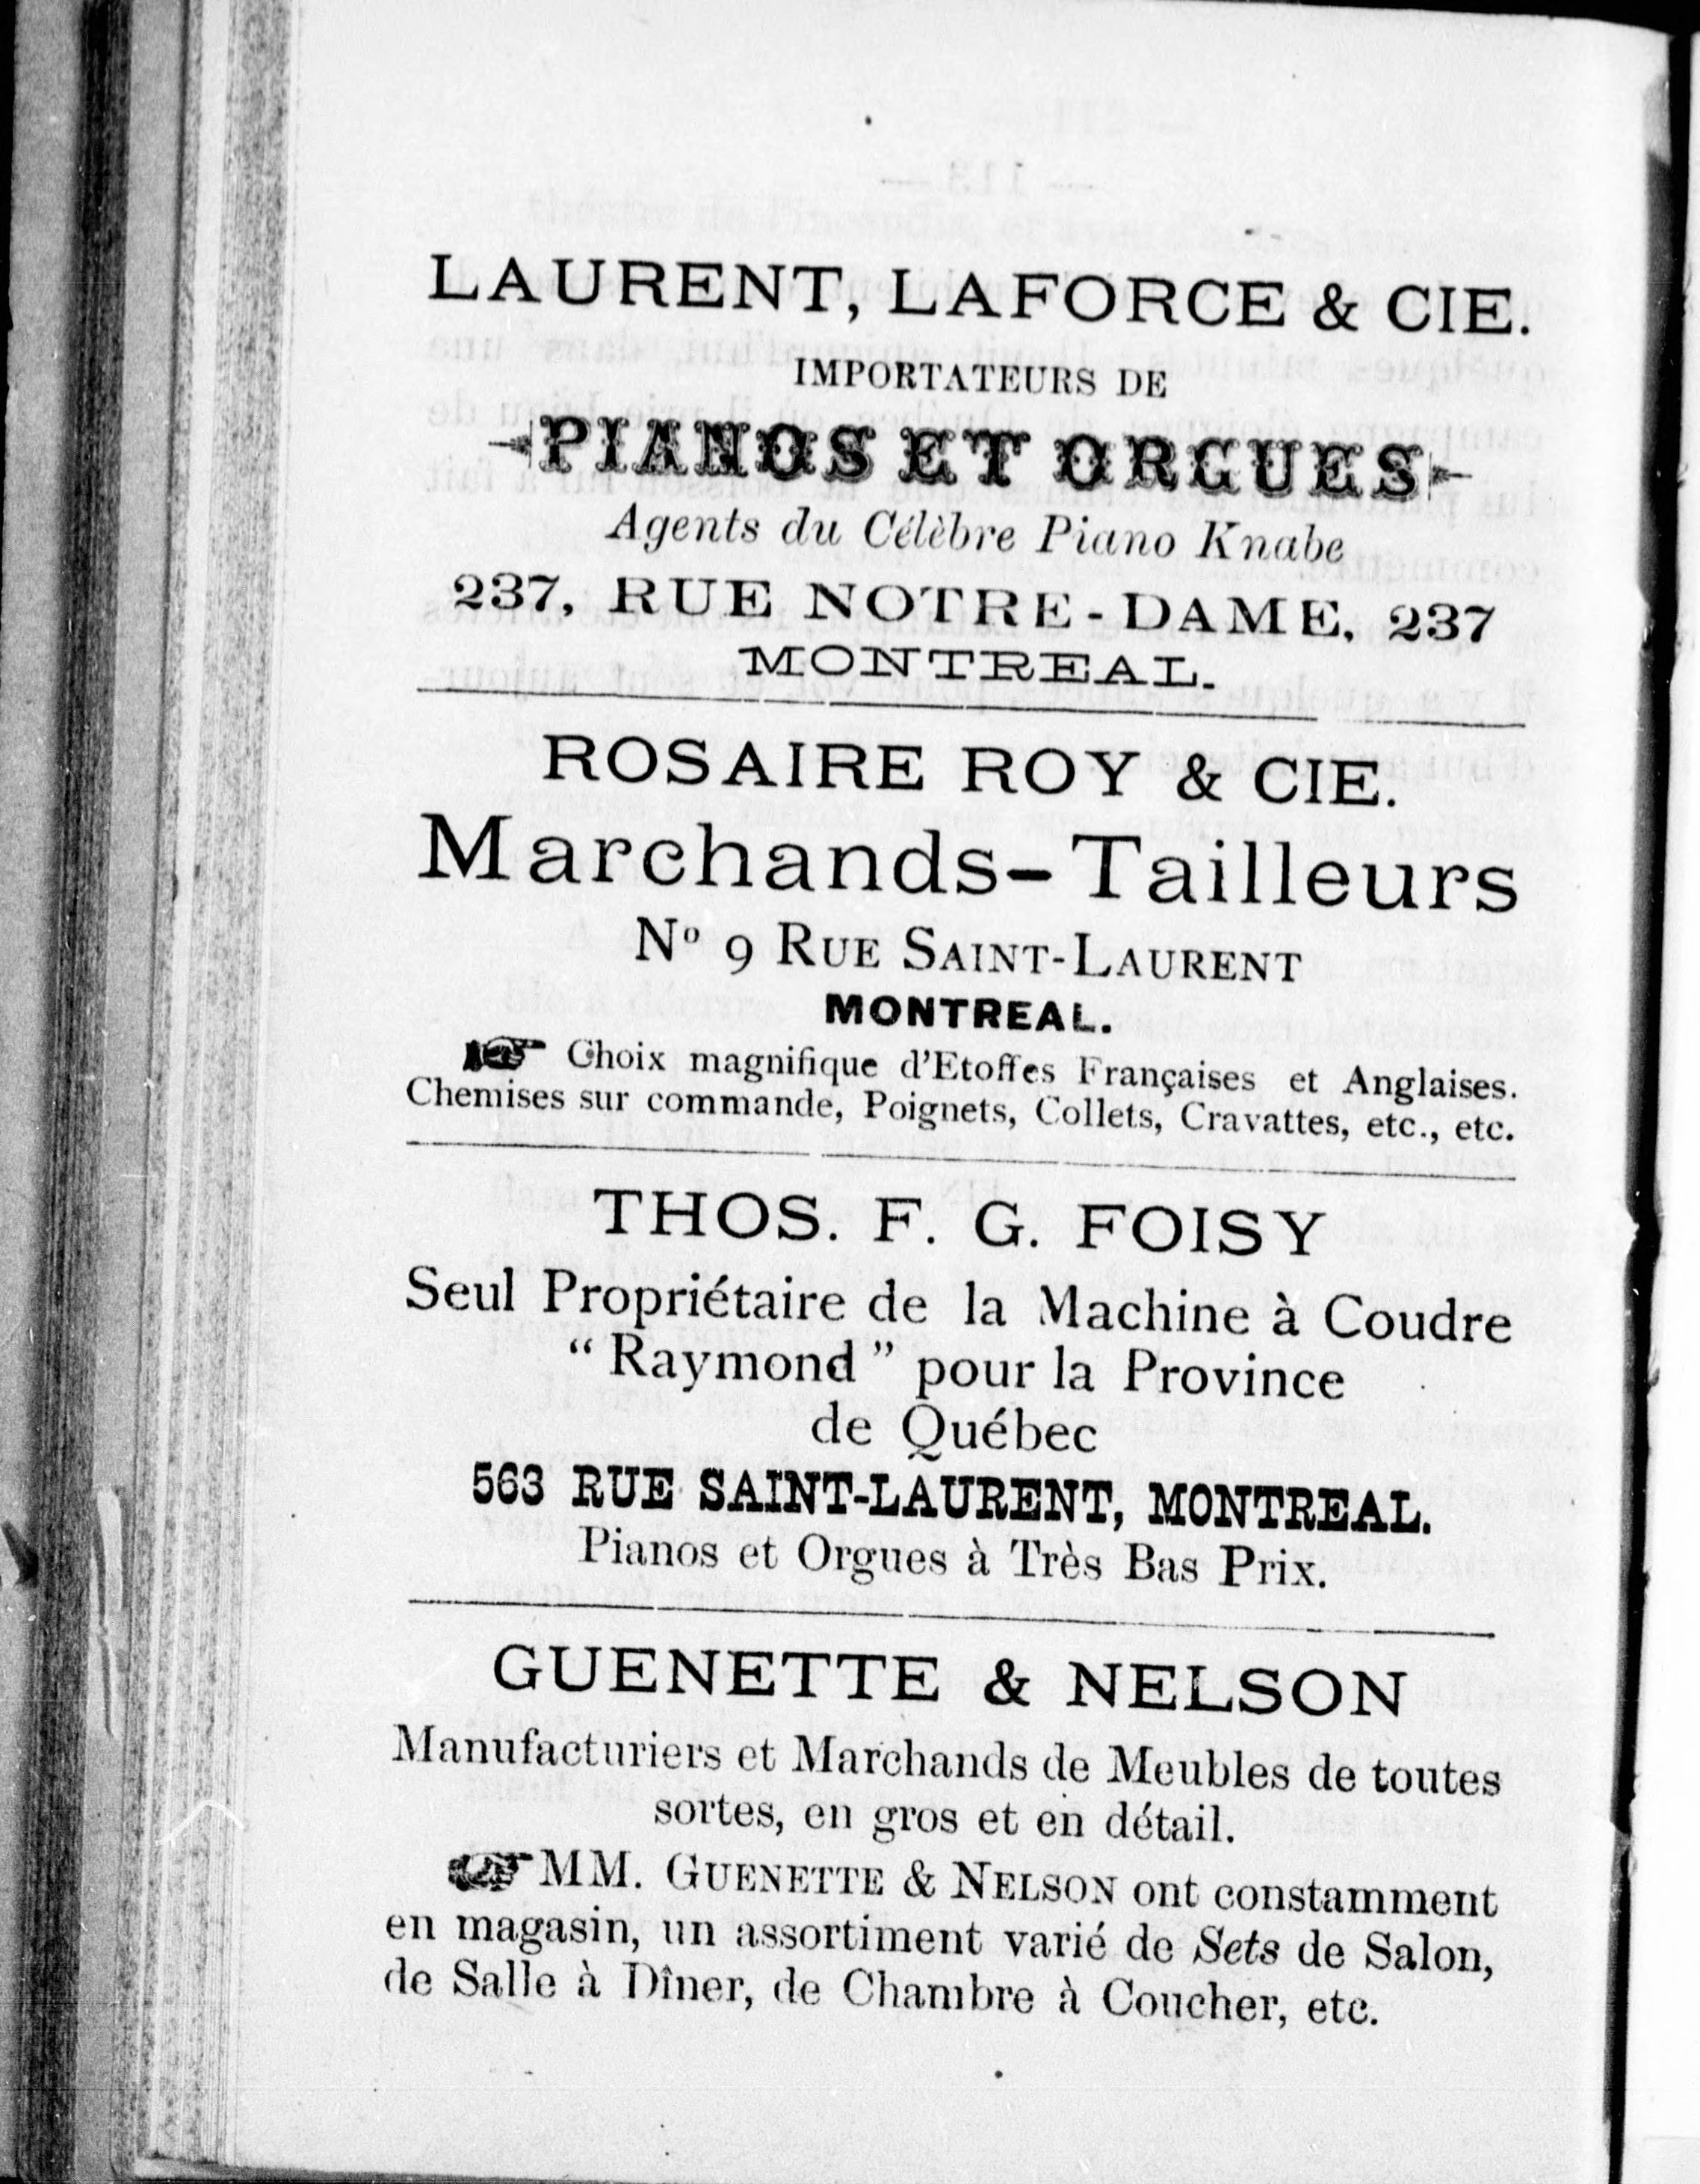 LAURENT, LAFORCE & CIE.
IMPORTATEURS DE
PIANOS ET ORGUES
Agents du Célèbre Piano Knabe
237, RUE NOTRE-DAME, 237
MONTREAL.
ROSAIRE ROY & CIE.
Marchands-Tailleurs
Nº 9 RUE SAINT-LAURENT
MONTREAL.
☞ Choix magnifique d'Etoffes Françaises et Anglaises.
Chemises sur commande, Poignets, Collets, Cravattes, etc., etc.
THOS. F. G. FOISY
Seul Propriétaire de la Machine à Coudre
“ Raymond ” pour la Province
de Québec
563 RUE SAINT-LAURENT, MONTREAL.
Pianos et Orgues à Très Bas Prix.
GUENETTE & NELSON
Manufacturiers et Marchands de Meubles de toutes
sortes, en gros et en détail.
☞ MM. GUENETTE & NELSON ont constamment
en magasin, un assortiment varié de Sets de Salon,
de Salle à Dîner, de Chambre à Coucher, etc.